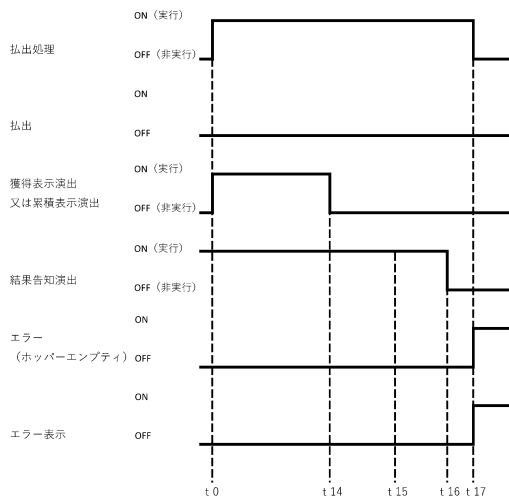 ON（実行）
払出処理
OFF（非実行）
ON
払出
OFF
ON（実行）
獲得表示演出
又は累積表示演出
OFF（非実行）
ON（実行）
結果告知演出
OFF（非実行）
ON
エラー
（ホッパーエンプティ）
OFF
ON
エラー表示
OFF
t 0
t 14
t 15
t 16
t 17